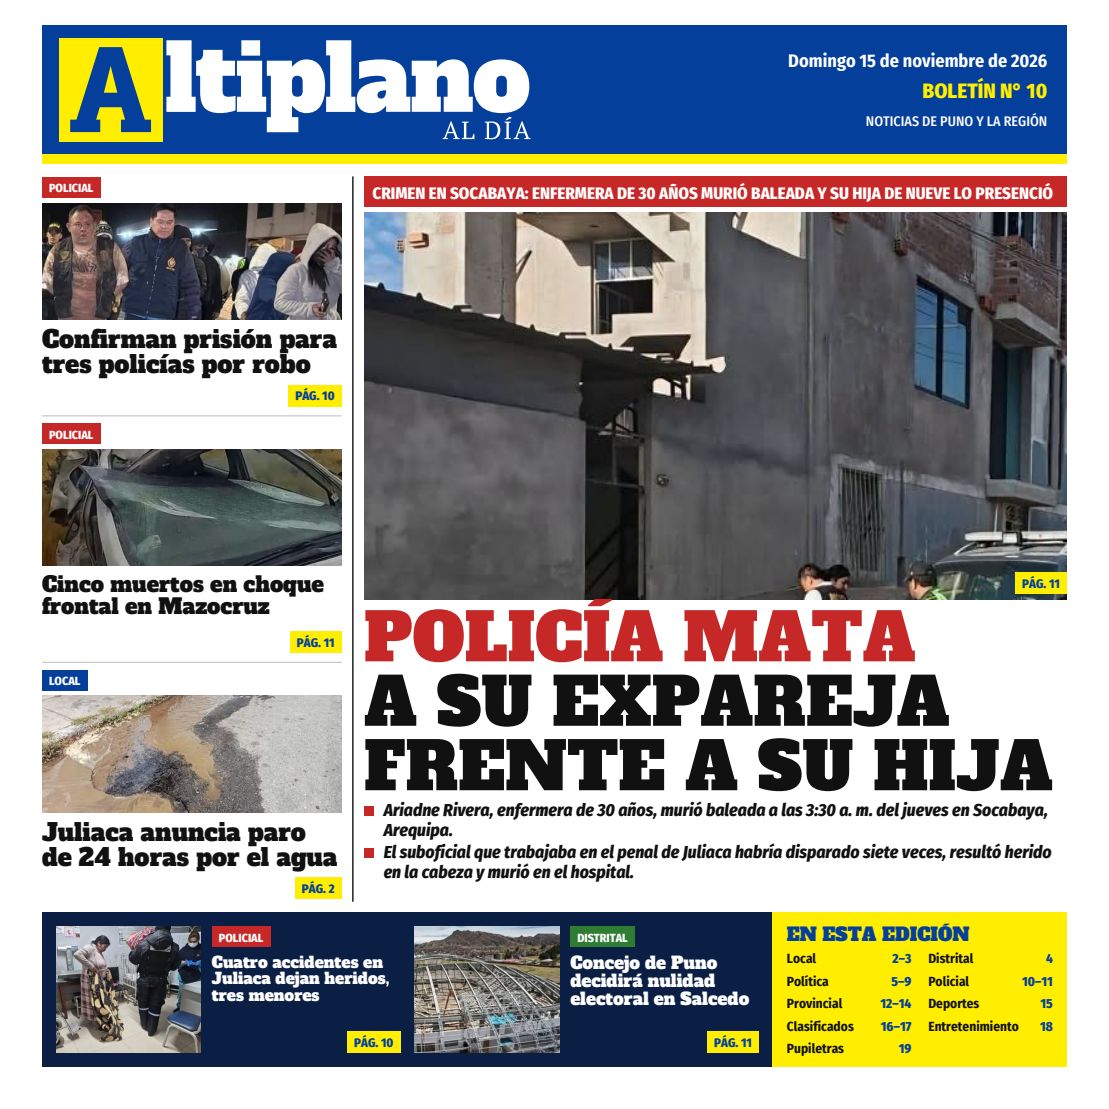 Altiplano
AL DÍA
Domingo 15 de noviembre de 2026
BOLETÍN N° 10
NOTICIAS DE PUNO Y LA REGIÓN
POLICIAL
Confirman prisión para
tres policías por robo
PÁG. 10
POLICIAL
Cinco muertos en choque
frontal en Mazocruz
PÁG. 11
LOCAL
Juliaca anuncia paro
de 24 horas por el agua
PÁG. 2
CRIMEN EN SOCABAYA: ENFERMERA DE 30 AÑOS MURIÓ BALEADA Y SU HIJA DE NUEVE LO PRESENCIÓ
PÁG. 11
POLICÍA MATA
A SU EXPAREJA
FRENTE A SU HIJA
Ariadne Rivera, enfermera de 30 años, murió baleada a las 3:30 a. m. del jueves en Socabaya,
Arequipa.
El suboficial que trabajaba en el penal de Juliaca habría disparado siete veces, resultó herido
en la cabeza y murió en el hospital.
POLICIAL
Cuatro accidentes en
Juliaca dejan heridos,
tres menores
PÁG. 10
DISTRITAL
Concejo de Puno
decidirá nulidad
electoral en Salcedo
PÁG. 11
EN ESTA EDICIÓN
Local 2–3 Distrital 4
Política 5–9 Policial 10–11
Provincial 12–14 Deportes 15
Clasificados 16–17 Entretenimiento 18
Pupiletras 19